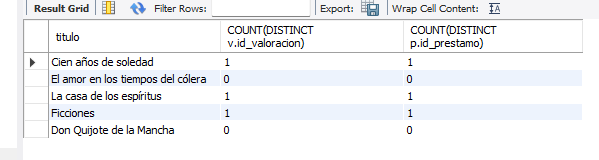 Result Grid Filter Rows: Export: Wrap Cell Content:
titulo COUNT(DISTINCT v.id_valoracion) COUNT(DISTINCT p.id_prestamo)
Cien años de soledad 1 1
El amor en los tiempos del cólera 0 0
La casa de los espíritus 1 1
Ficciones 1 1
Don Quijote de la Mancha 0 0